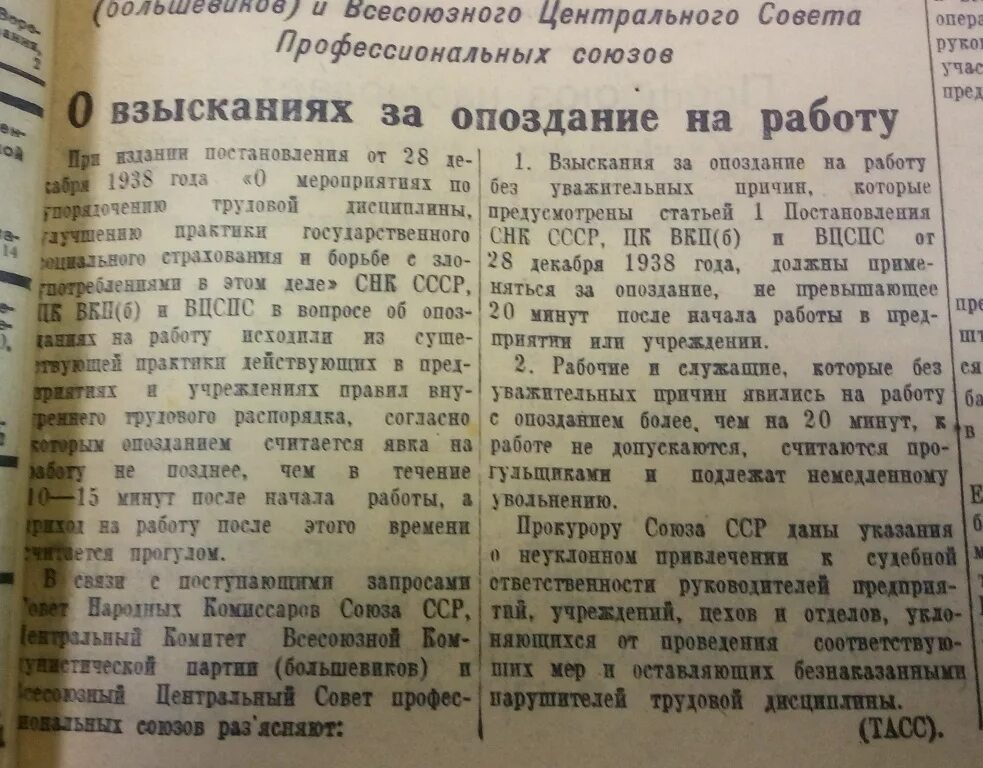 (большевиков) и Всесоюзного Центрального Совета
Профессиональных союзов
О взысканиях за опоздание на работу
При издании постановления от 28 де-
кабря 1938 года «О мероприятиях по
упорядочению трудовой дисциплины,
улучшению практики государственного
социального страхования и борьбе с зло-
употреблениями в этом деле» СНК СССР,
ЦК ВКП(б) и ВЦСПС в вопросе об опоз-
даниях на работу исходили из суще-
ствующей практики действующих в пред-
приятиях и учреждениях правил вну-
треннего трудового распорядка, согласно
которым опозданием считается явка на
работу не позднее, чем в течение
10—15 минут после начала работы, а
приход на работу после этого времени
считается прогулом.
В связи с поступающими запросами
Совет Народных Комиссаров Союза ССР,
Центральный Комитет Всесоюзной Ком-
мунистической партии (большевиков) и
Всесоюзный Центральный Совет профес-
сиональных союзов раз'ясняют:
1. Взыскания за опоздание на работу
без уважительных причин, которые
предусмотрены статьей 1 Постановления
СНК СССР, ЦК ВКП(б) и ВЦСПС от
28 декабря 1938 года, должны приме-
няться за опоздание, не превышающее
20 минут после начала работы в пред-
приятии или учреждении.
2. Рабочие и служащие, которые без
уважительных причин явились на работу
с опозданием более, чем на 20 минут, к
работе не допускаются, считаются про-
гульщиками и подлежат немедленному
увольнению.
Прокурору Союза ССР даны указания
о неуклонном привлечении к судебной
ответственности руководителей предприя-
тий, учреждений, цехов и отделов, укло-
няющихся от проведения соответствую-
щих мер и оставляющих безнаказанными
нарушителей трудовой дисциплины.
(ТАСС).